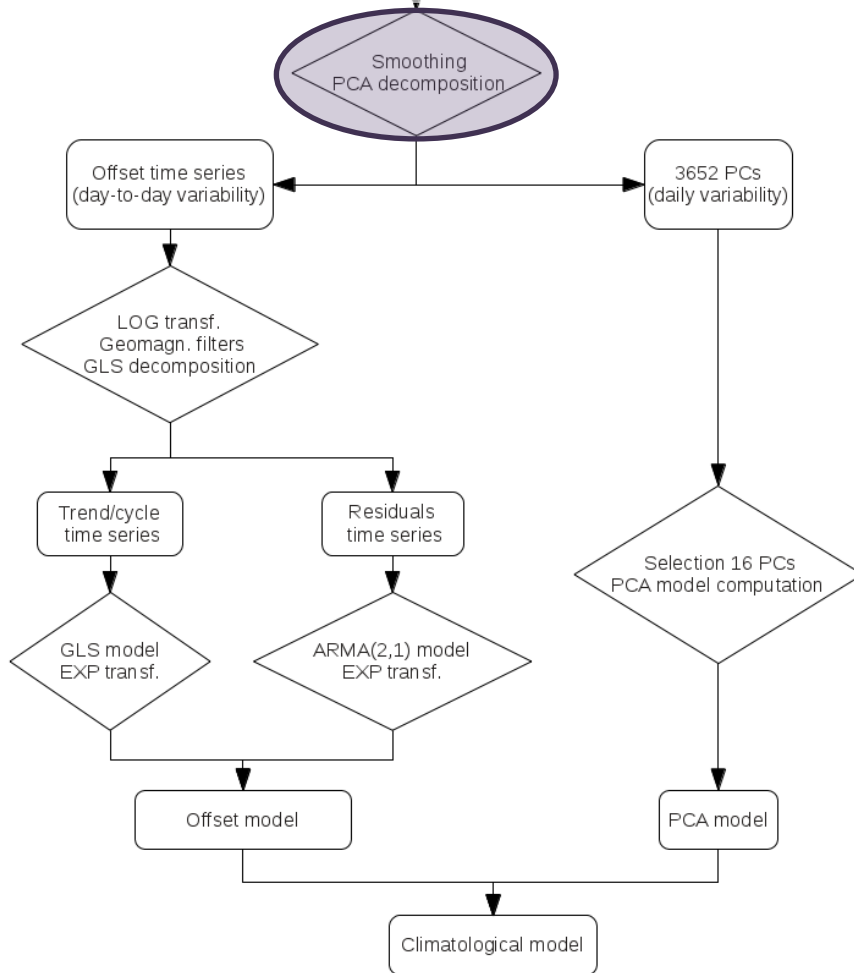 Smoothing
PCA decomposition
Offset time series
(day-to-day variability)
3652 PCs
(daily variability)
LOG transf.
Geomagn. filters
GLS decomposition
Trend/cycle
time series
Residuals
time series
Selection 16 PCs
PCA model computation
GLS model
EXP transf.
ARMA(2,1) model
EXP transf.
Offset model
PCA model
Climatological model